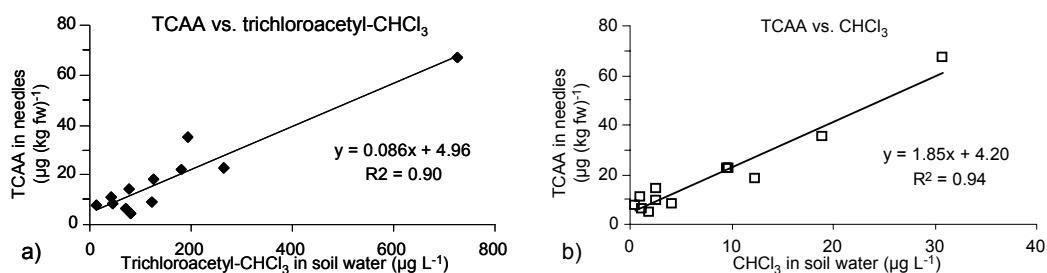 TCAA vs. trichloroacetyl-CHCl₃
80
60
40
20
0
TCAA in needles
(µg (kg fw)⁻¹)
y = 0.086x + 4.96
R2 = 0.90
0 200 400 600 800
a) Trichloroacetyl-CHCl₃ in soil water (µg L⁻¹)
TCAA vs. CHCl₃
80
60
40
20
0
TCAA in needles
(µg (kg fw)⁻¹)
y = 1.85x + 4.20
R² = 0.94
0 10 20 30 40
b) CHCl₃ in soil water (µg L⁻¹)